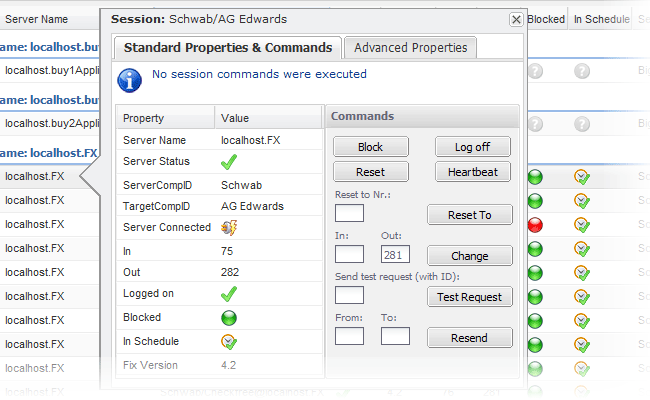 Server Name
Blocked
In Schedule
Se
ame: localhost.buy
localhost.buy1Appli
Big
ame: localhost.buy
localhost.buy2Appli
Big
ame: localhost.FX
localhost.FX
localhost.FX
localhost.FX
localhost.FX
localhost.FX
localhost.FX
localhost.FX
localhost.FX
localhost.FX
Session: Schwab/AG Edwards
Standard Properties & Commands
Advanced Properties
No session commands were executed
Property Value
Server Name localhost.FX
Server Status
ServerCompID Schwab
TargetCompID AG Edwards
Server Connected
In 75
Out 282
Logged on
Blocked
In Schedule
Fix Version 4.2
Commands
Block
Log off
Reset
Heartbeat
Reset to Nr.:
Reset To
In: Out:
281
Change
Send test request (with ID):
Test Request
From: To:
Resend